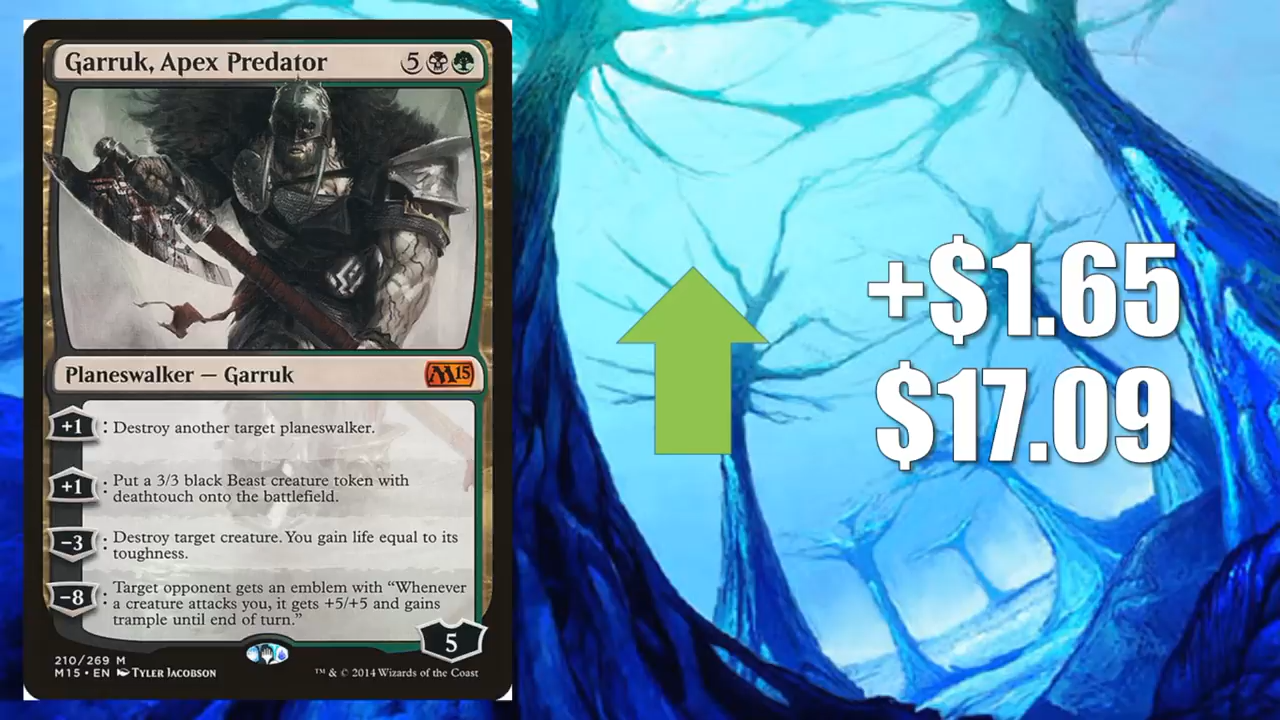 Garruk, Apex Predator 5
Planeswalker — Garruk M15
+1 : Destroy another target planeswalker.
+1 : Put a 3/3 black Beast creature token with
deathtouch onto the battlefield.
−3 : Destroy target creature. You gain life equal to its
toughness.
−8 : Target opponent gets an emblem with “Whenever
a creature attacks you, it gets +5/+5 and gains
trample until end of turn.”
5
210/269 M
M15 • EN Tyler Jacobson
™ & © 2014 Wizards of the Coast
+$1.65
$17.09